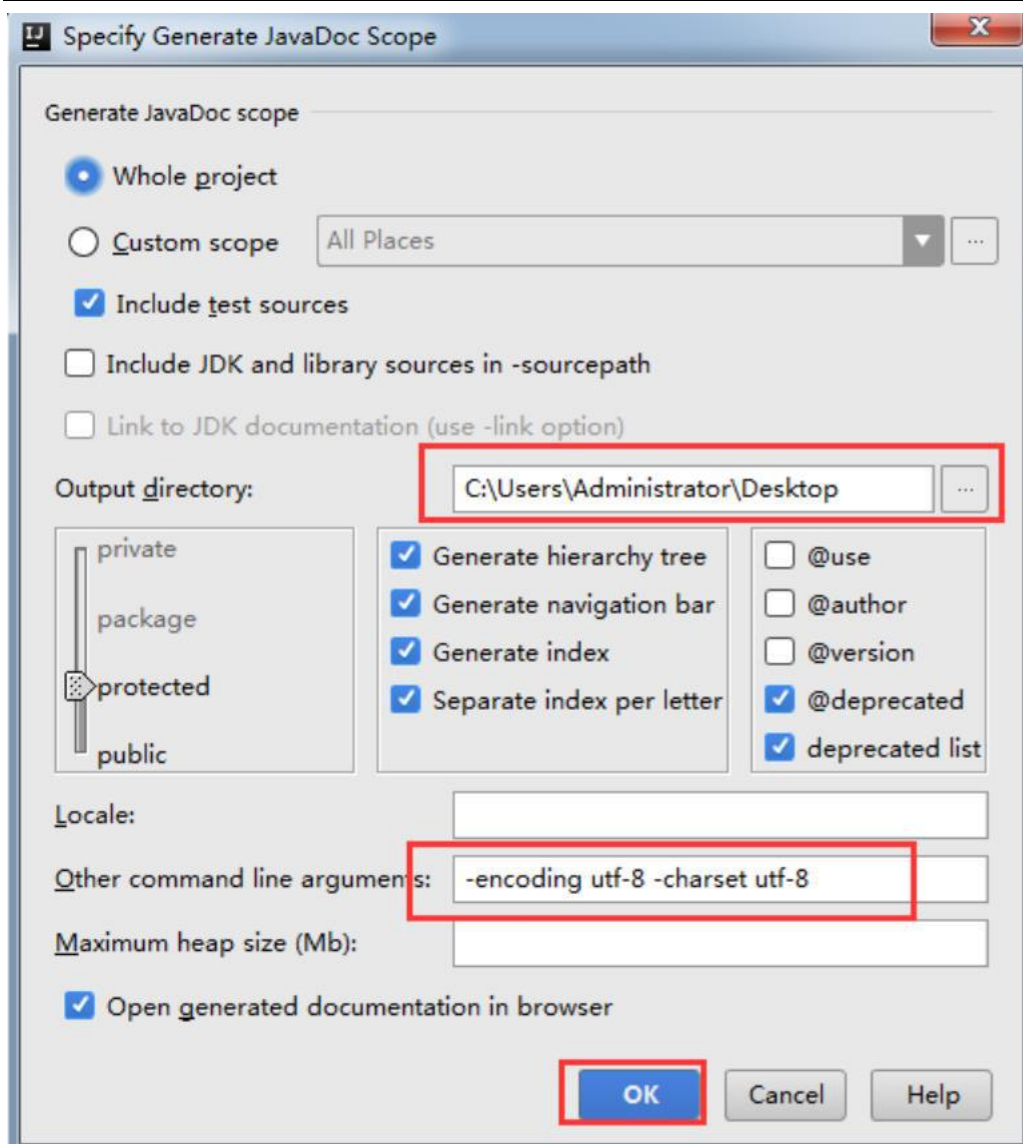 Specify Generate JavaDoc Scope
Generate JavaDoc scope
Whole project
Custom scope
All Places
...
Include test sources
Include JDK and library sources in -sourcepath
Link to JDK documentation (use -link option)
Output directory:
C:\Users\Administrator\Desktop
...
private
package
protected
public
Generate hierarchy tree
Generate navigation bar
Generate index
Separate index per letter
@use
@author
@version
@deprecated
deprecated list
Locale:
Other command line arguments:
-encoding utf-8 -charset utf-8
Maximum heap size (Mb):
Open generated documentation in browser
OK
Cancel
Help